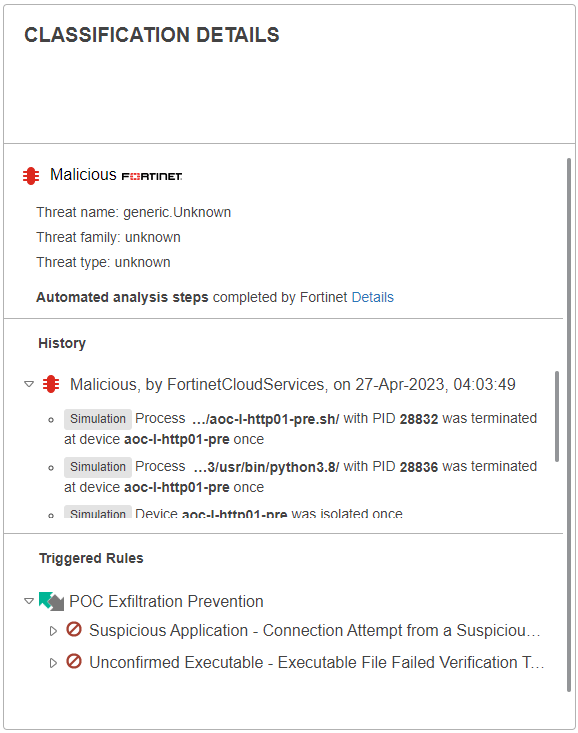 CLASSIFICATION DETAILS
Malicious FORTINET
Threat name: generic.Unknown
Threat family: unknown
Threat type: unknown
Automated analysis steps completed by Fortinet Details
History
Malicious, by FortinetCloudServices, on 27-Apr-2023, 04:03:49
Simulation Process …/aoc-l-http01-pre.sh/ with PID 28832 was terminated
at device aoc-l-http01-pre once
Simulation Process …3/usr/bin/python3.8/ with PID 28836 was terminated
at device aoc-l-http01-pre once
Simulation Device aoc-l-http01-pre was isolated once
Triggered Rules
POC Exfiltration Prevention
Suspicious Application - Connection Attempt from a Suspiciou…
Unconfirmed Executable - Executable File Failed Verification T…